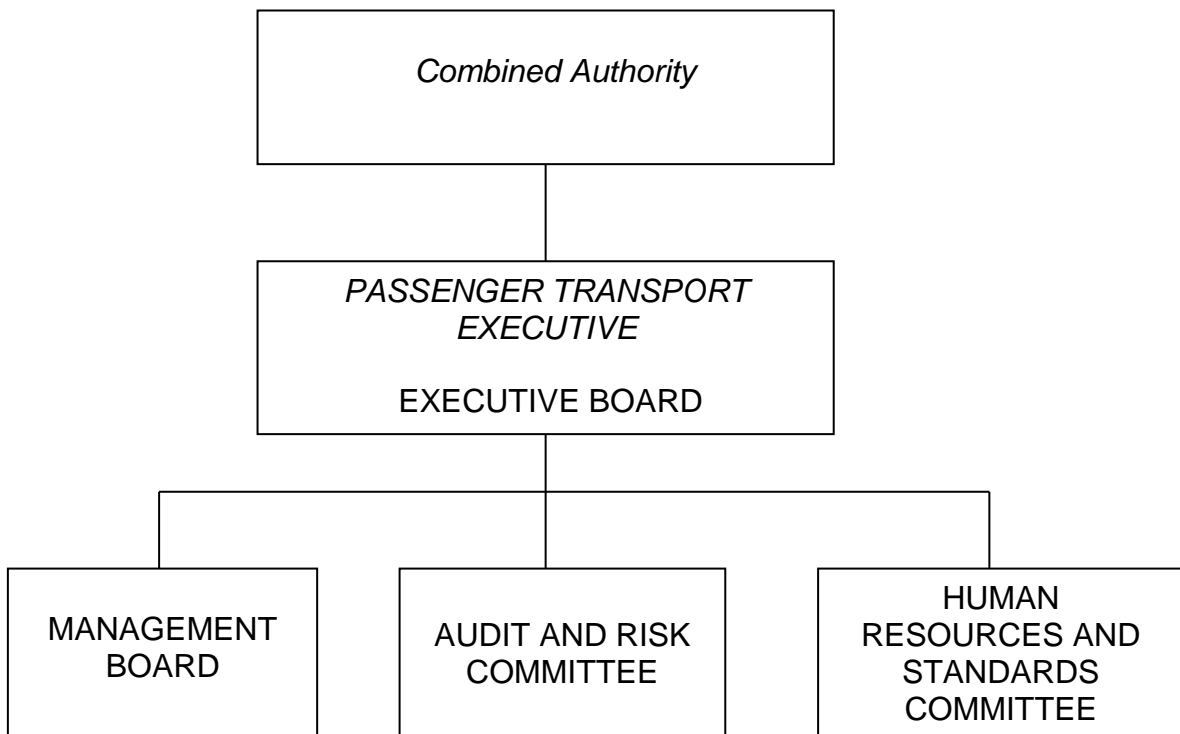 Combined Authority
PASSENGER TRANSPORT
EXECUTIVE
EXECUTIVE BOARD
MANAGEMENT
BOARD
AUDIT AND RISK
COMMITTEE
HUMAN
RESOURCES AND
STANDARDS
COMMITTEE